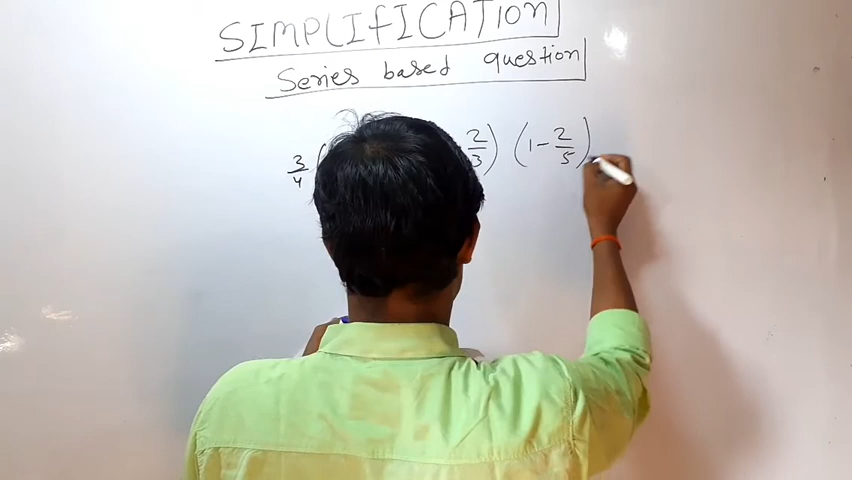 SIMPLIFICATION
Series based question
3/4 ( 2/3) (1-2/5)